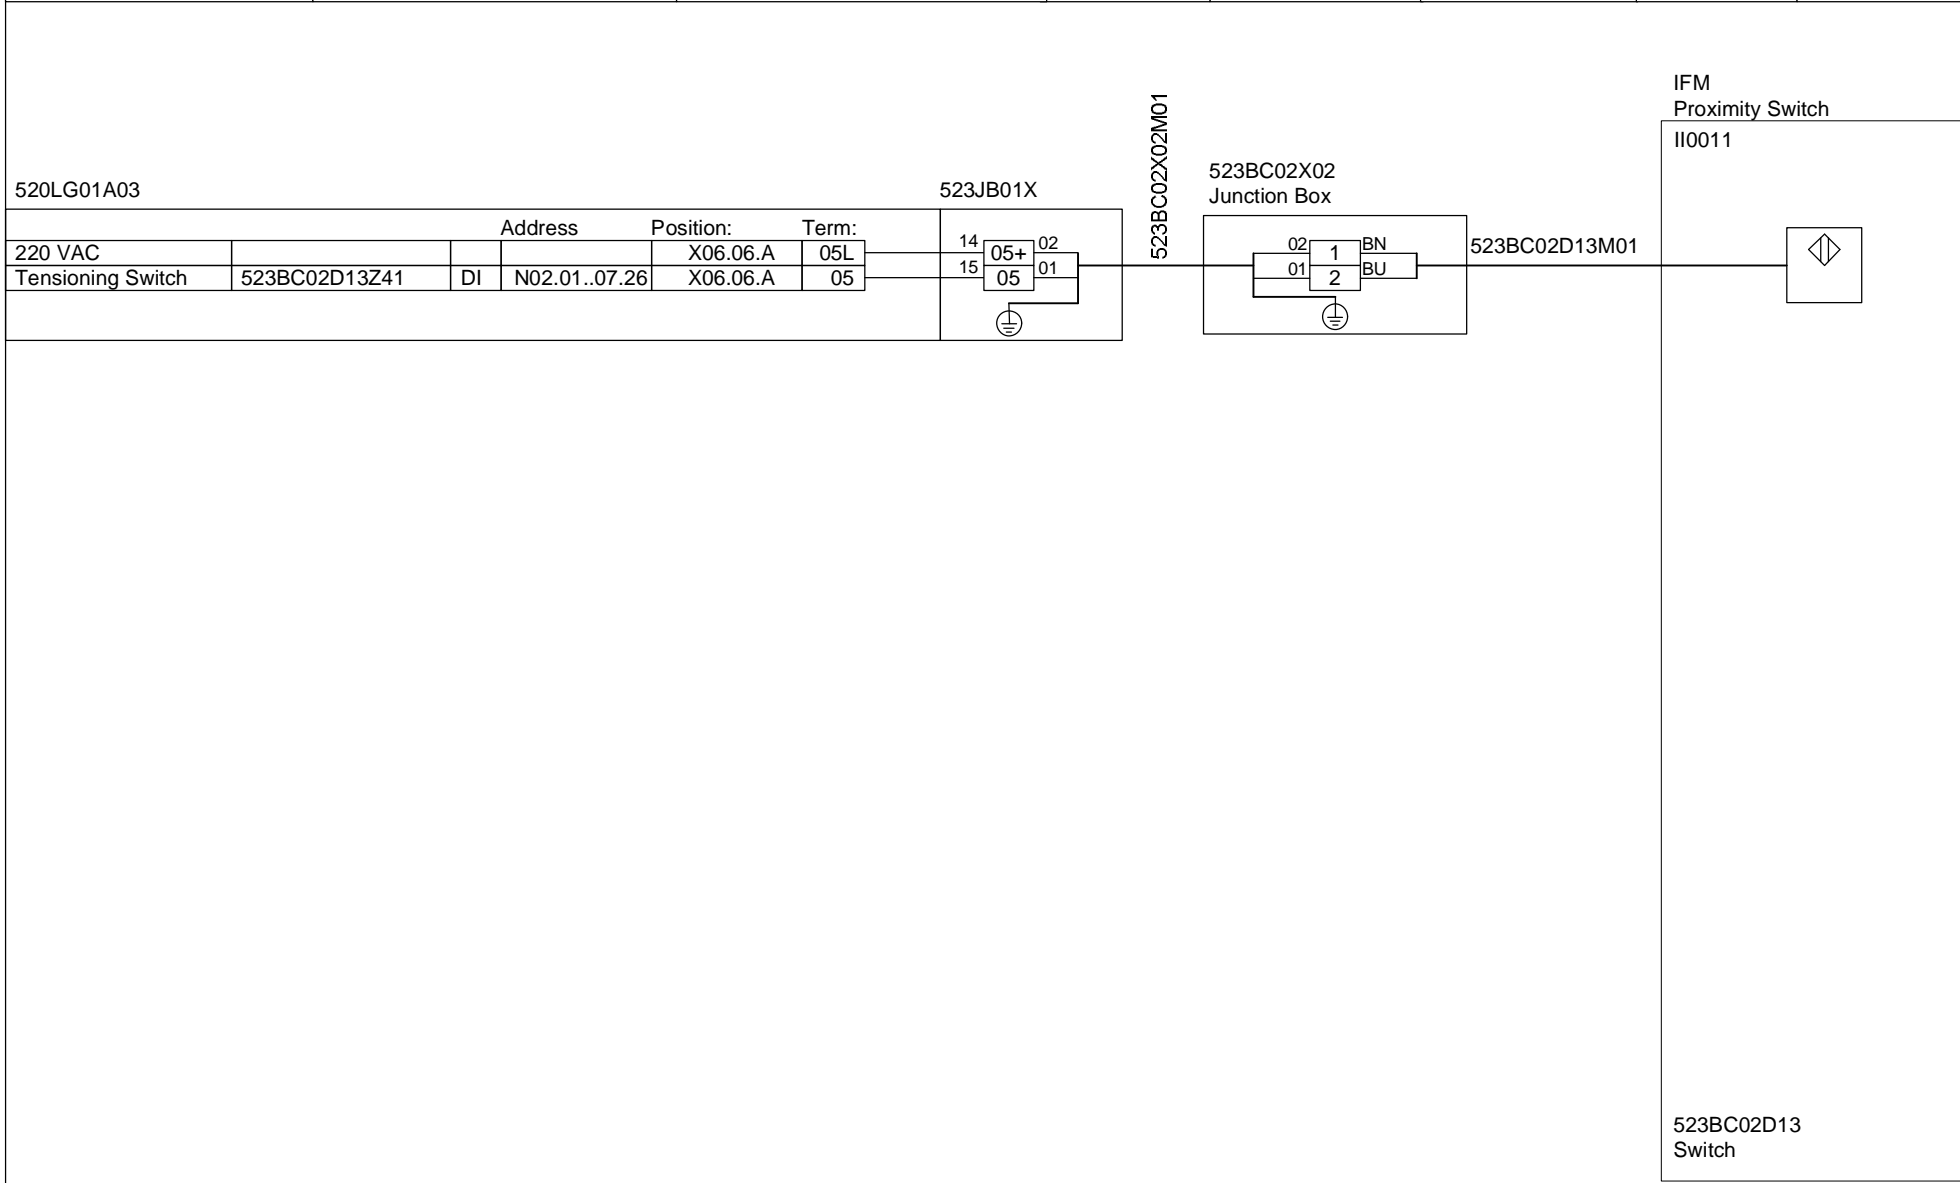 IFM
Proximity Switch
II0011
523BC02X02M01
523BC02X02
Junction Box
520LG01A03
523JB01X
Address Position: Term:
220 VAC X06.06.A 05L 14 05+ 02
Tensioning Switch 523BC02D13Z41 DI N02.01..07.26 X06.06.A 05 15 05 01
02 1 BN
01 2 BU
523BC02D13M01
523BC02D13
Switch